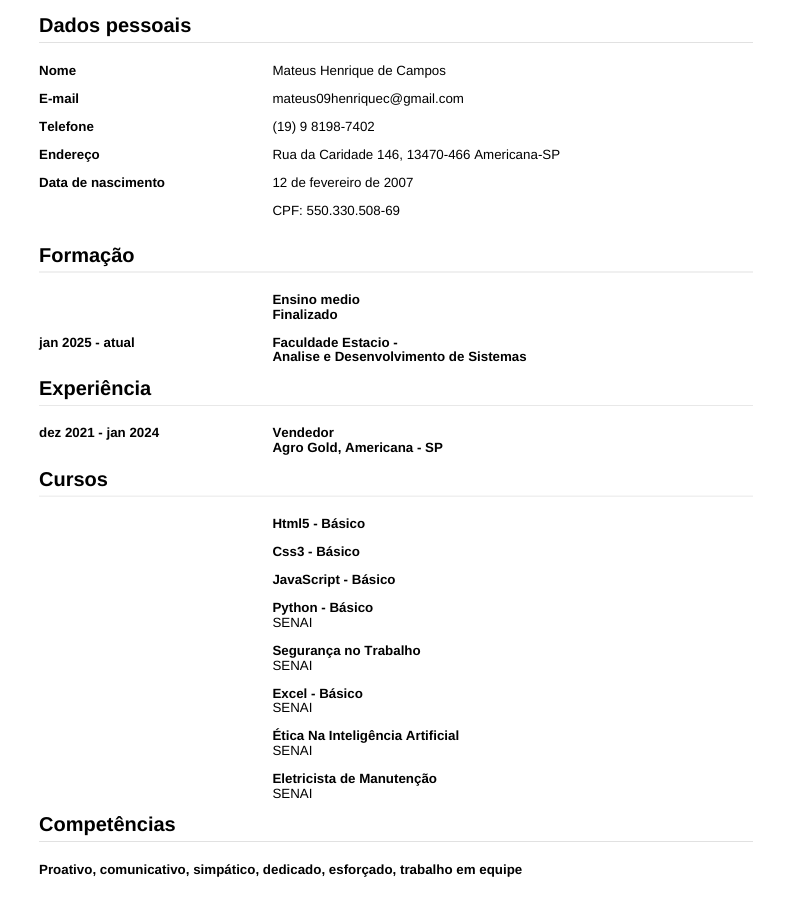 Dados pessoais
Nome Mateus Henrique de Campos
E-mail mateus09henriquec@gmail.com
Telefone (19) 9 8198-7402
Endereço Rua da Caridade 146, 13470-466 Americana-SP
Data de nascimento 12 de fevereiro de 2007
CPF: 550.330.508-69
Formação
Ensino medio
Finalizado
jan 2025 - atual Faculdade Estacio -
Analise e Desenvolvimento de Sistemas
Experiência
dez 2021 - jan 2024 Vendedor
Agro Gold, Americana - SP
Cursos
Html5 - Básico
Css3 - Básico
JavaScript - Básico
Python - Básico
SENAI
Segurança no Trabalho
SENAI
Excel - Básico
SENAI
Ética Na Inteligência Artificial
SENAI
Eletricista de Manutenção
SENAI
Competências
Proativo, comunicativo, simpático, dedicado, esforçado, trabalho em equipe